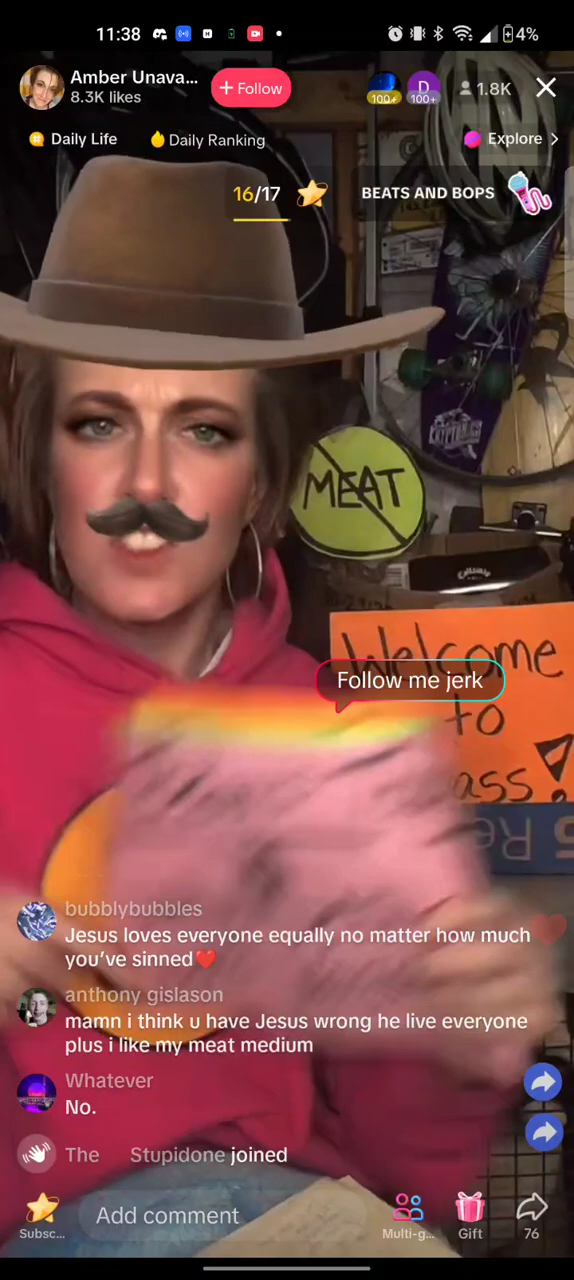 11:38
4%
Amber Unava...
8.3K likes
+ Follow
100+
D
100+
1.8K
Daily Life
Daily Ranking
Explore >
16/17
BEATS AND BOPS
MEAT
Welcome
Follow me jerk
to
ass!
bubblybubbles
Jesus loves everyone equally no matter how much
you've sinned❤️
anthony gislason
mamn i think u have Jesus wrong he live everyone
plus i like my meat medium
Whatever
No.
The Stupidone joined
Add comment
Subsc...
Multi-g...
Gift
76